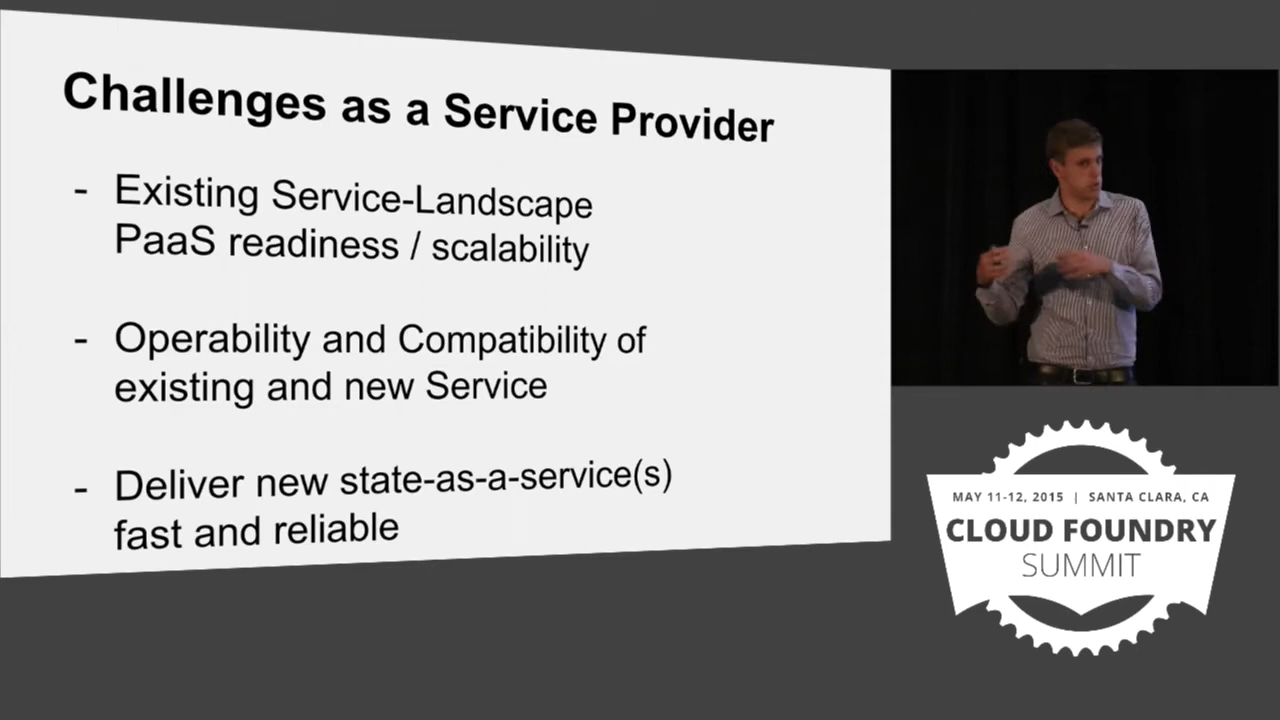 Challenges as a Service Provider
- Existing Service-Landscape
PaaS readiness / scalability
- Operability and Compatibility of
existing and new Service
- Deliver new state-as-a-service(s)
fast and reliable
MAY 11-12, 2015 | SANTA CLARA, CA
CLOUD FOUNDRY
SUMMIT